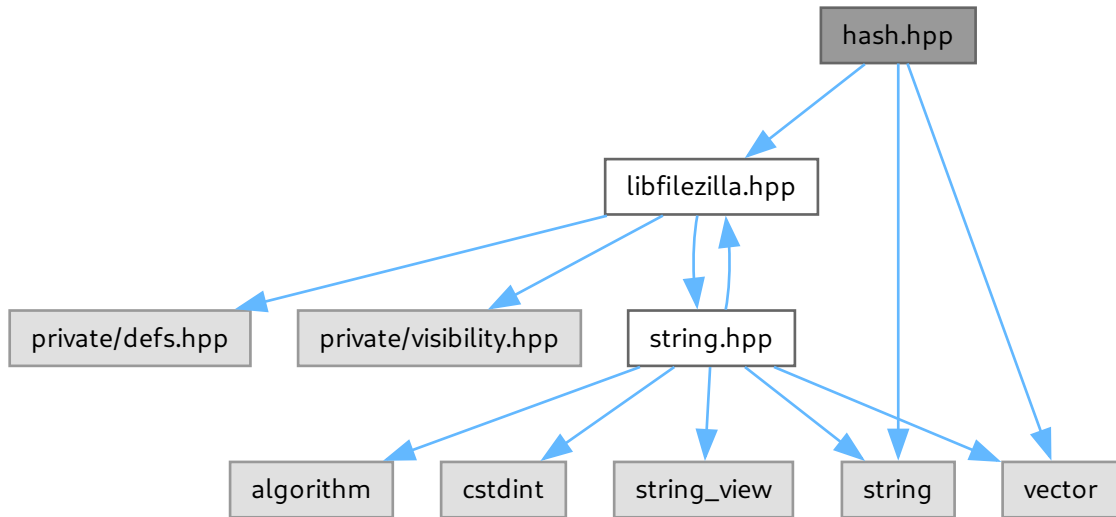 hash.hpp
libfilezilla.hpp
private/defs.hpp
private/visibility.hpp
string.hpp
algorithm
cstdint
string_view
string
vector